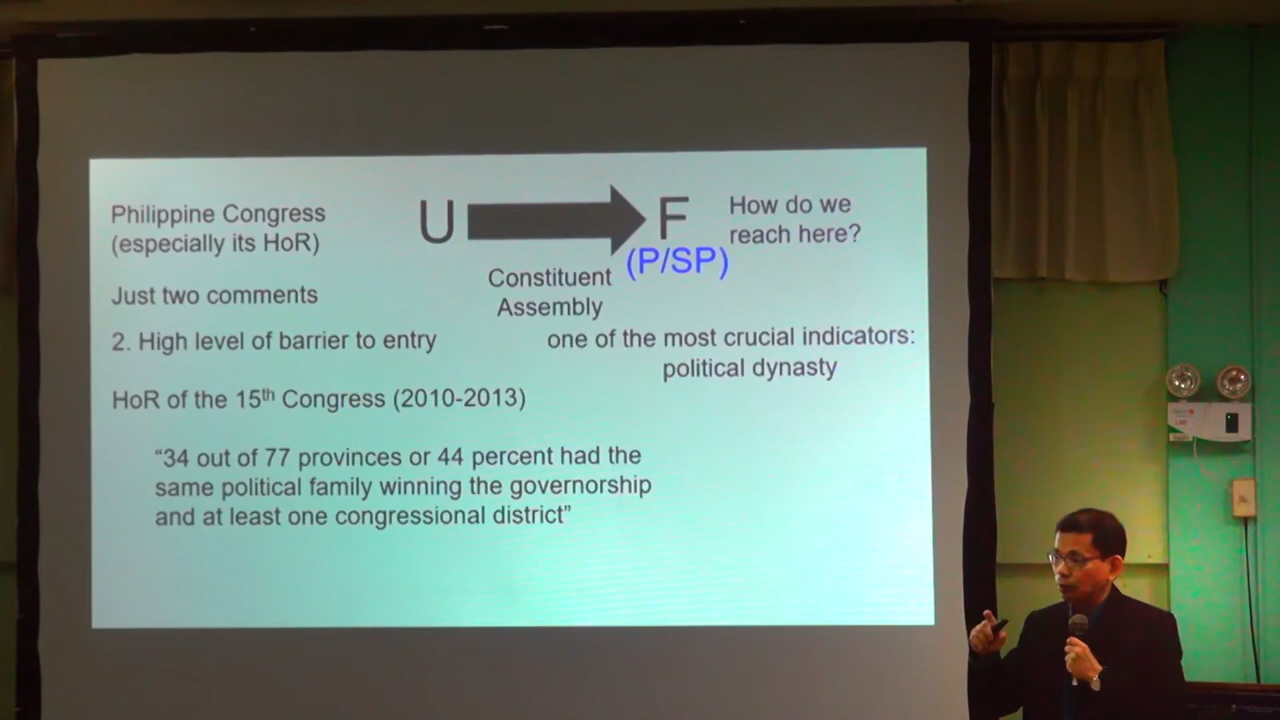 Philippine Congress
(especially its HoR)
U
F
How do we
reach here?
(P/SP)
Constituent
Assembly
Just two comments
2. High level of barrier to entry
one of the most crucial indicators:
political dynasty
HoR of the 15th Congress (2010-2013)
“34 out of 77 provinces or 44 percent had the
same political family winning the governorship
and at least one congressional district”